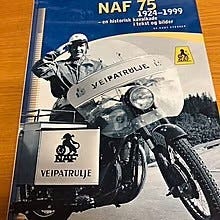 NAF 75
1924-1999
- en historisk kavalkade
i tekst og bilder
VEIPATRULJE
NAF
VEIPATRULJE